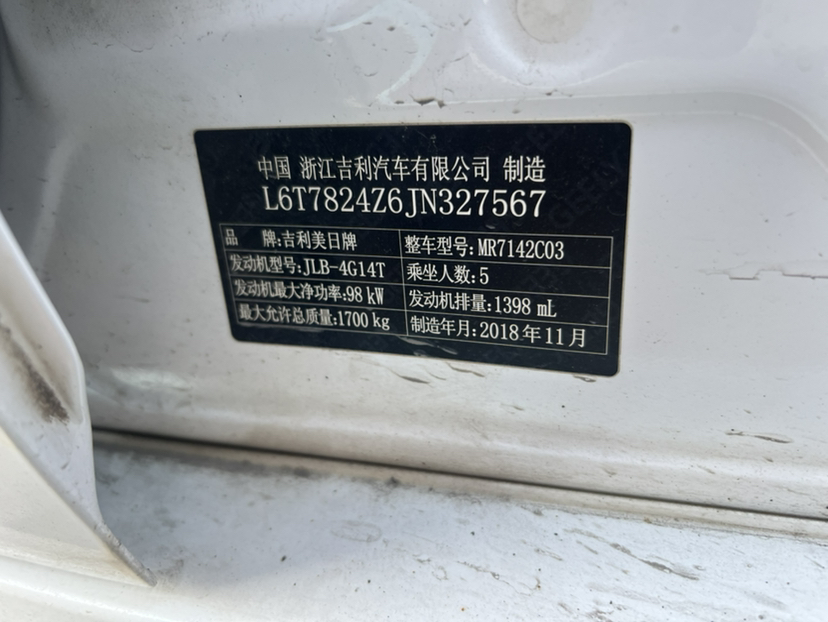 中国 浙江吉利汽车有限公司 制造
L6T7824Z6JN327567
品 牌:吉利美日牌 整车型号:MR7142C03
发动机型号:JLB-4G14T 乘坐人数:5
发动机最大净功率:98 kW 发动机排量:1398 mL
最大允许总质量:1700 kg 制造年月:2018年11月